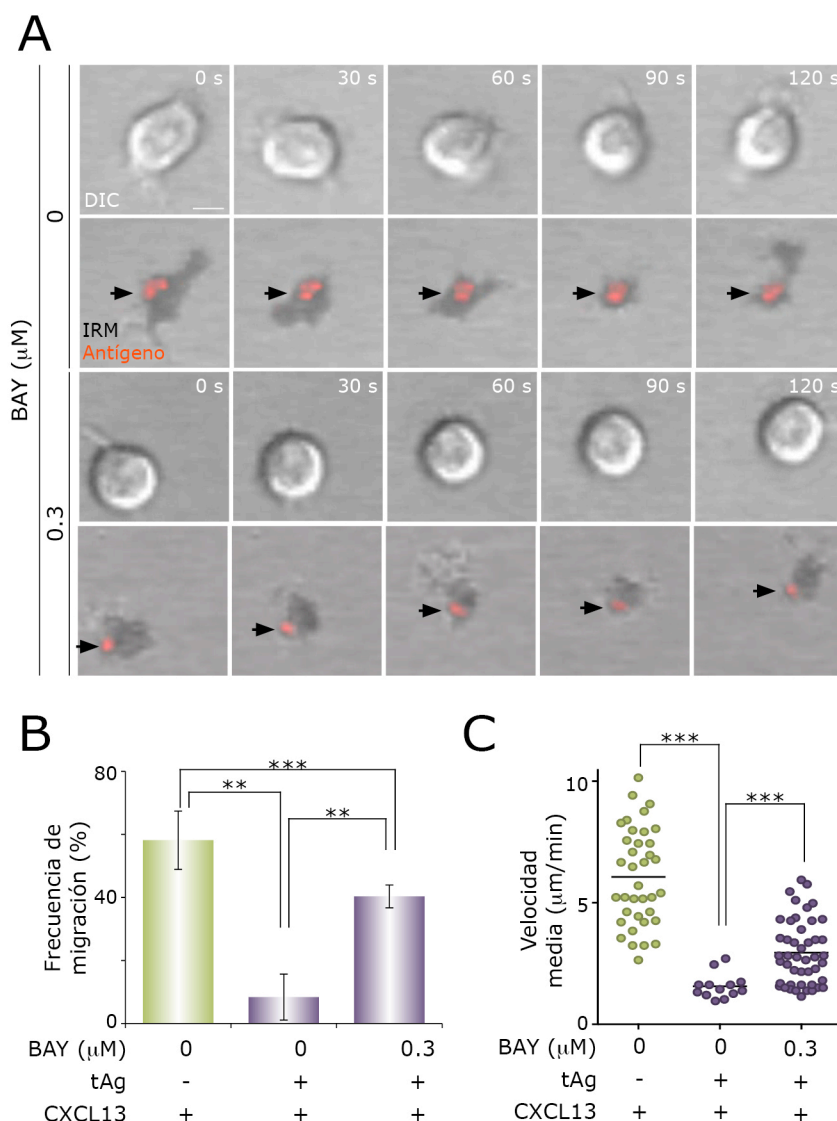 A
0 s 30 s 60 s 90 s 120 s
DIC
0
IRM
Antígeno
BAY (μM)
0 s 30 s 60 s 90 s 120 s
0.3
B
Frecuencia de
migración (%)
80
40
0
***
** **
BAY (μM) 0 0 0.3
tAg - + +
CXCL13 + + +
C
Velocidad
media (μm/min)
10
5
0
***
***
BAY (μM) 0 0 0.3
tAg - + +
CXCL13 + + +